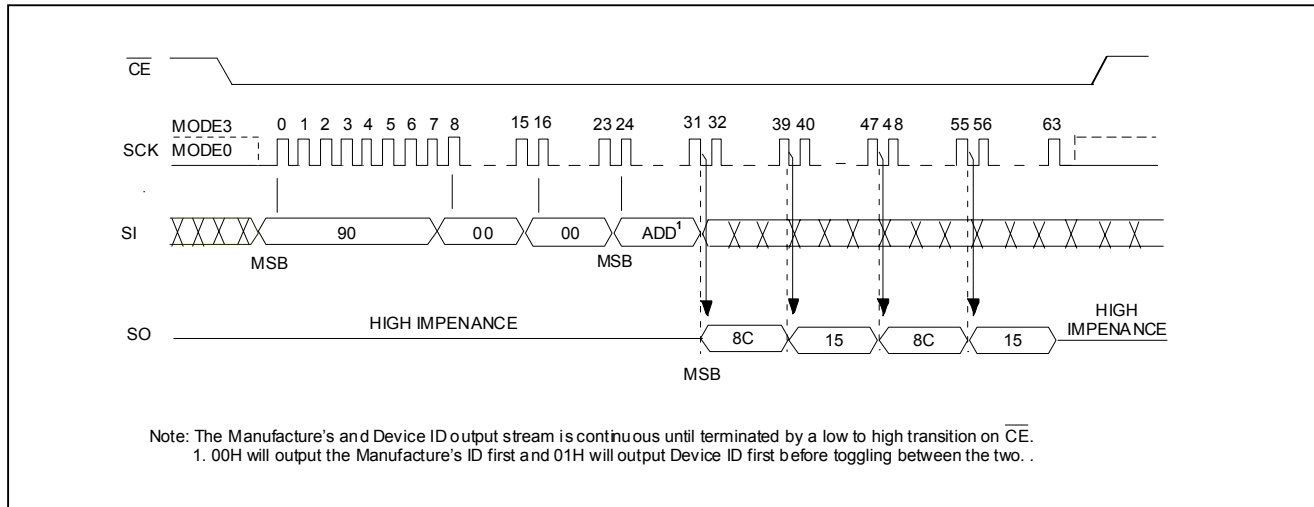 CE
MODE3 0 1 2 3 4 5 6 7 8 15 16 23 24 31 32 39 40 47 48 55 56 63
SCK MODE0
SI 90 00 00 ADD1
MSB MSB
HIGH IMPENANCE
HIGH IMPENANCE
SO 8C 15 8C 15
MSB
Note: The Manufacture's and Device ID output stream is continuous until terminated by a low to high transition on CE.
1. 00H will output the Manufacture's ID first and 01H will output Device ID first before toggling between the two. .